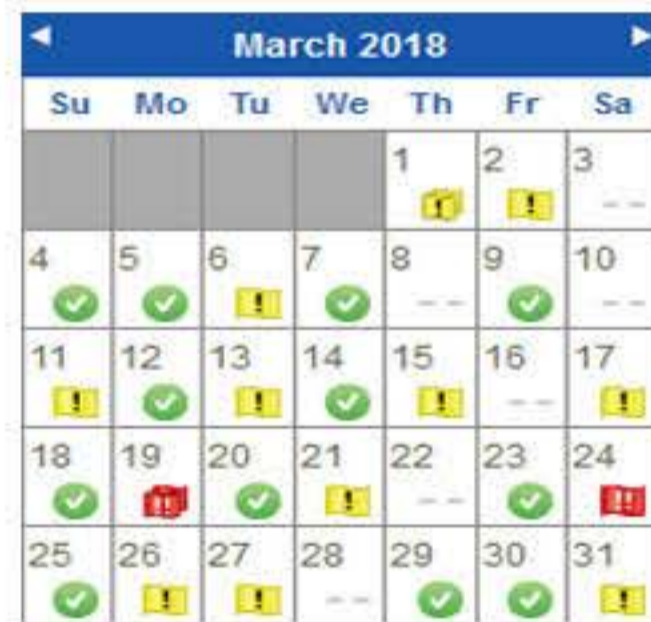 March 2018
Su Mo Tu We Th Fr Sa
1 2 3
! ! --
4 5 6 7 8 9 10
! -- --
11 12 13 14 15 16 17
! ! ! -- !
18 19 20 21 22 23 24
!! ! -- !!
25 26 27 28 29 30 31
! ! -- !